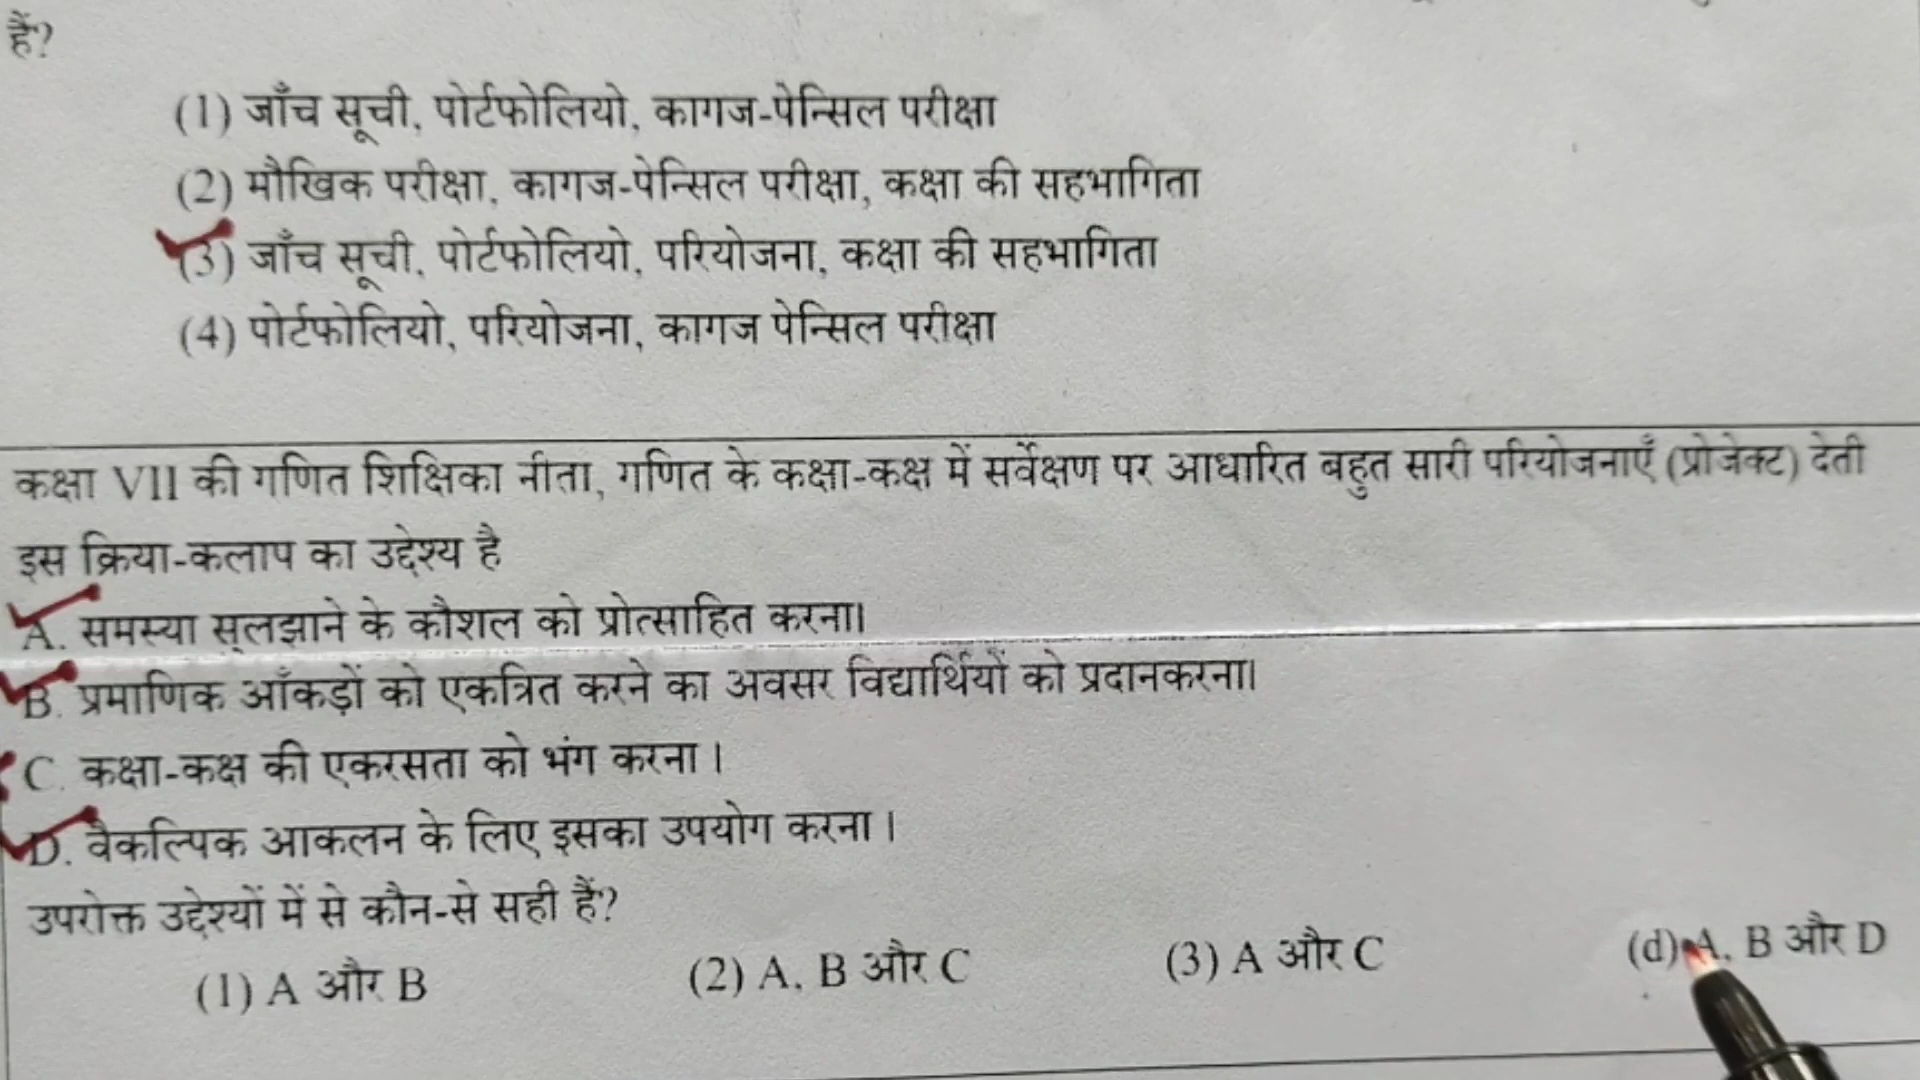 हैं?
(1) जाँच सूची, पोर्टफोलियो, कागज-पेन्सिल परीक्षा
(2) मौखिक परीक्षा, कागज-पेन्सिल परीक्षा, कक्षा की सहभागिता
(3) जाँच सूची, पोर्टफोलियो, परियोजना, कक्षा की सहभागिता
(4) पोर्टफोलियो, परियोजना, कागज पेन्सिल परीक्षा
कक्षा VII की गणित शिक्षिका नीता, गणित के कक्षा-कक्ष में सर्वेक्षण पर आधारित बहुत सारी परियोजनाएँ (प्रोजेक्ट) देती
इस क्रिया-कलाप का उद्देश्य है
A. समस्या सुलझाने के कौशल को प्रोत्साहित करना।
B. प्रमाणिक आँकड़ों को एकत्रित करने का अवसर विद्यार्थियों को प्रदानकरना।
C. कक्षा-कक्ष की एकरसता को भंग करना ।
D. वैकल्पिक आकलन के लिए इसका उपयोग करना ।
उपरोक्त उद्देश्यों में से कौन-से सही हैं?
(1) A और B (2) A, B और C (3) A और C (d) A, B और D